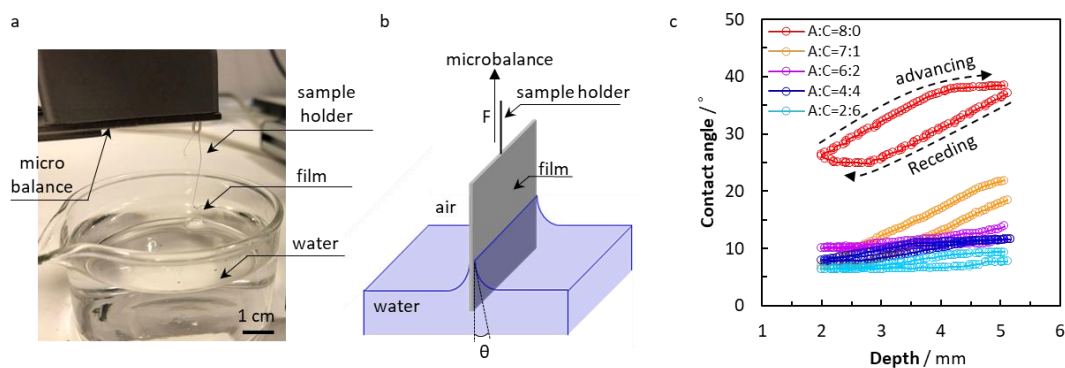 a
sample
holder
micro
balance
film
water
1 cm
b
microbalance
sample holder
F
film
air
water
θ
c
Contact angle / °
50
40
30
20
10
0
A:C=8:0
A:C=7:1
A:C=6:2
A:C=4:4
A:C=2:6
advancing
Receding
1 2 3 4 5 6
Depth / mm